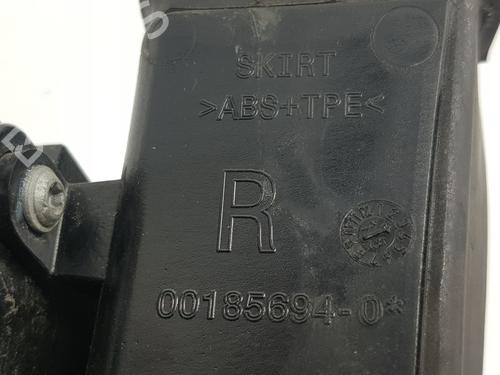 SKIRT
>ABS+TPE<
R
00185694-0*